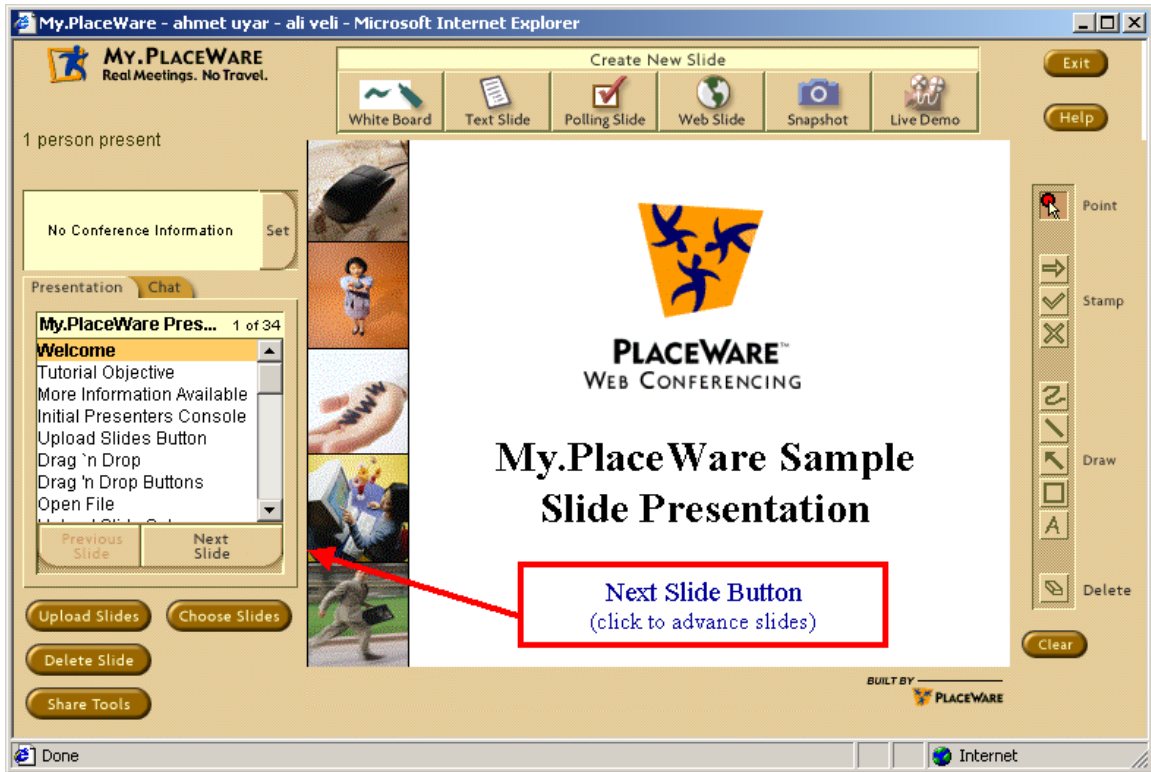 My.PlaceWare - ahmet uyar - ali veli - Microsoft Internet Explorer
MY.PLACEWARE
Real Meetings. No Travel.
1 person present
Create New Slide
White Board
Text Slide
Polling Slide
Web Slide
Snapshot
Live Demo
Exit
Help
No Conference Information
Set
Presentation
Chat
My.PlaceWare Pres... 1 of 34
Welcome
Tutorial Objective
More Information Available
Initial Presenters Console
Upload Slides Button
Drag `n Drop
Drag 'n Drop Buttons
Open File
Previous
Slide
Next
Slide
Upload Slides
Choose Slides
Delete Slide
Share Tools
WWW
PLACEWARE™
WEB CONFERENCING
My.PlaceWare Sample
Slide Presentation
Next Slide Button
(click to advance slides)
BUILT BY
PLACEWARE
Point
Stamp
Draw
A
Delete
Clear
Done
Internet